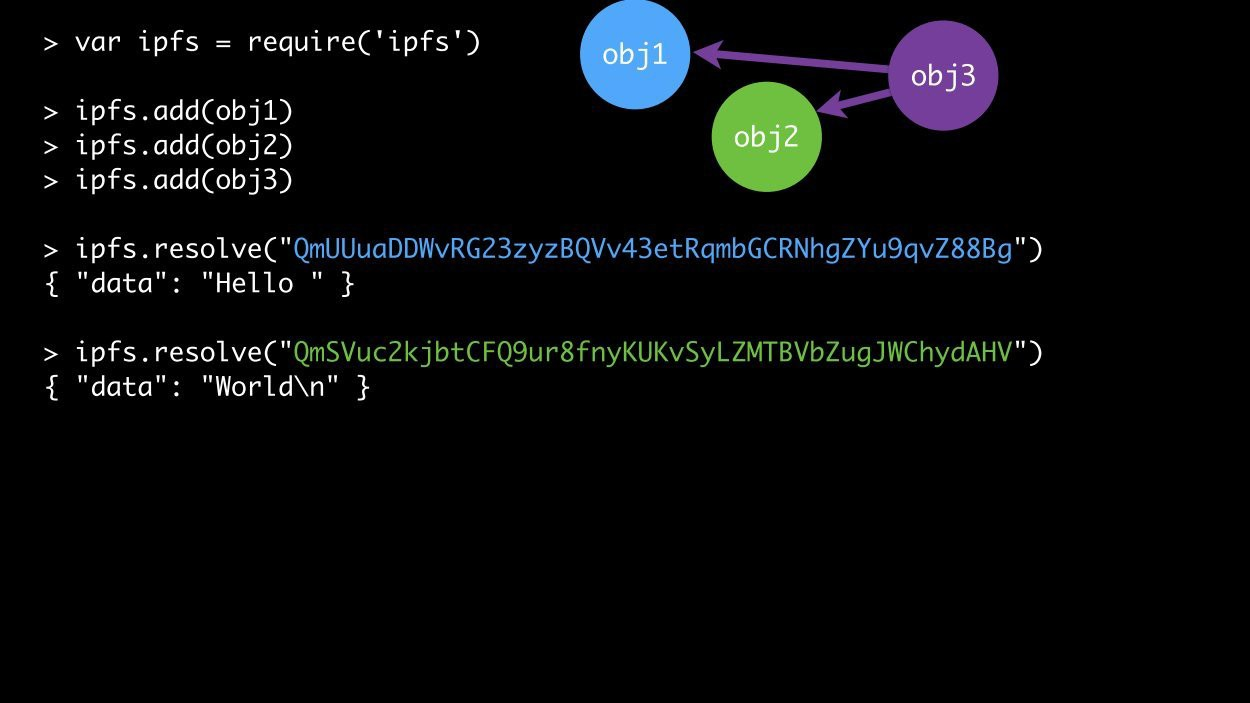 > var ipfs = require('ipfs')
obj1
obj3
obj2
> ipfs.add(obj1)
> ipfs.add(obj2)
> ipfs.add(obj3)
> ipfs.resolve("QmUUuaDDWvRG23zyzBQVv43etRqmbGCRNhgZYu9qvZ88Bg")
{ "data": "Hello " }
> ipfs.resolve("QmSVuc2kjbtCFQ9ur8fnyKUKvSyLZMTBVbZugJWChydAHV")
{ "data": "World\n" }